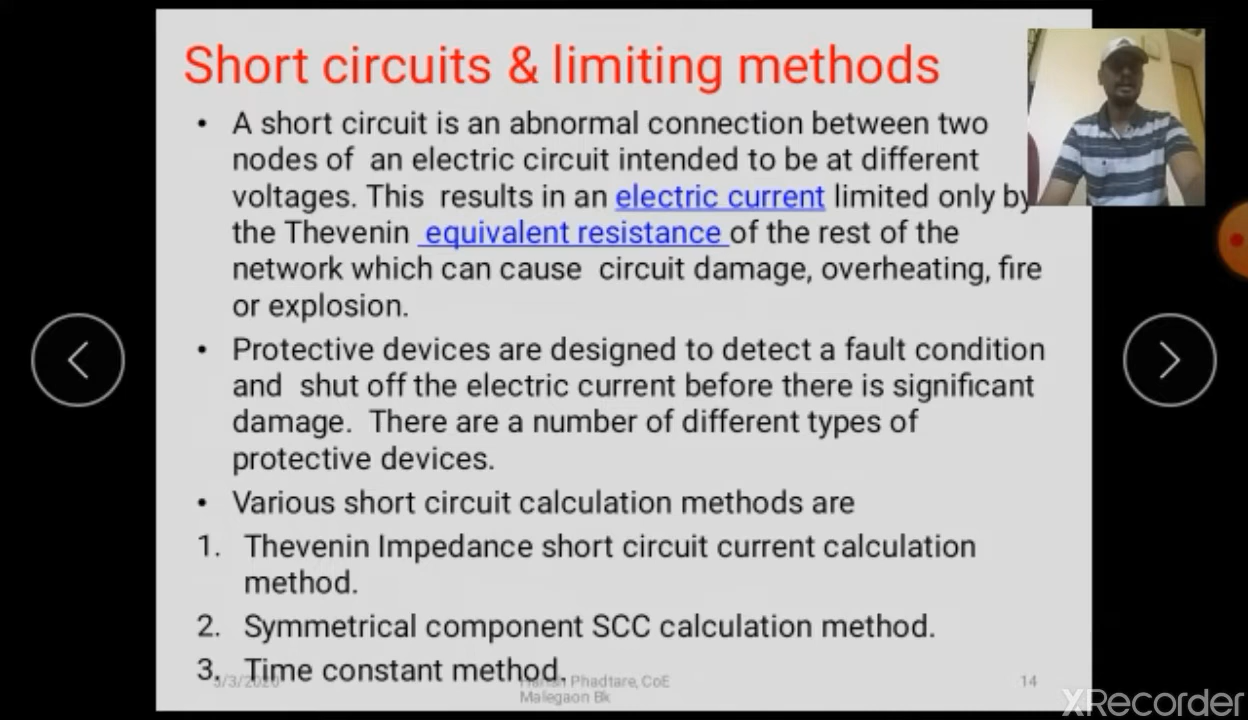 Short circuits & limiting methods
• A short circuit is an abnormal connection between two
nodes of an electric circuit intended to be at different
voltages. This results in an electric current limited only by
the Thevenin equivalent resistance of the rest of the
network which can cause circuit damage, overheating, fire
or explosion.
• Protective devices are designed to detect a fault condition
and shut off the electric current before there is significant
damage. There are a number of different types of
protective devices.
• Various short circuit calculation methods are
1. Thevenin Impedance short circuit current calculation
method.
2. Symmetrical component SCC calculation method.
3. Time constant method.
Phadtare, CoE
Malegaon Bk
14
XRecorder